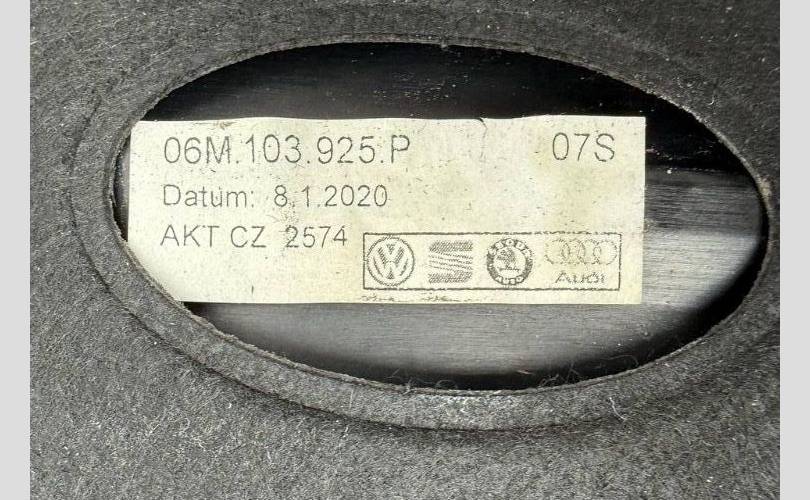 06M.103.925.P 07S
Datum: 8.1.2020
AKT CZ 2574
Audi